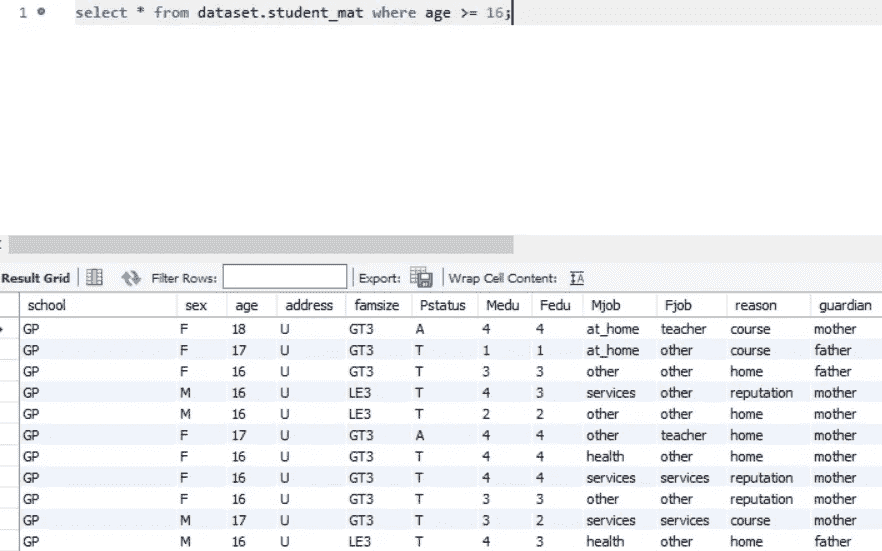 1 select * from dataset.student_mat where age >= 16;
Result Grid Filter Rows: Export: Wrap Cell Content:
school sex age address famsize Pstatus Medu Fedu Mjob Fjob reason guardian
GP F 18 U GT3 A 4 4 at_home teacher course mother
GP F 17 U GT3 T 1 1 at_home other course father
GP F 16 U GT3 T 3 3 other other home father
GP M 16 U LE3 T 4 3 services other reputation mother
GP M 16 U LE3 T 2 2 other other home mother
GP F 17 U GT3 A 4 4 other teacher home mother
GP F 16 U GT3 T 4 4 health other home mother
GP F 16 U GT3 T 4 4 services services reputation mother
GP F 16 U GT3 T 3 3 other other reputation mother
GP M 17 U GT3 T 3 2 services services course mother
GP M 16 U LE3 T 4 3 health other home father